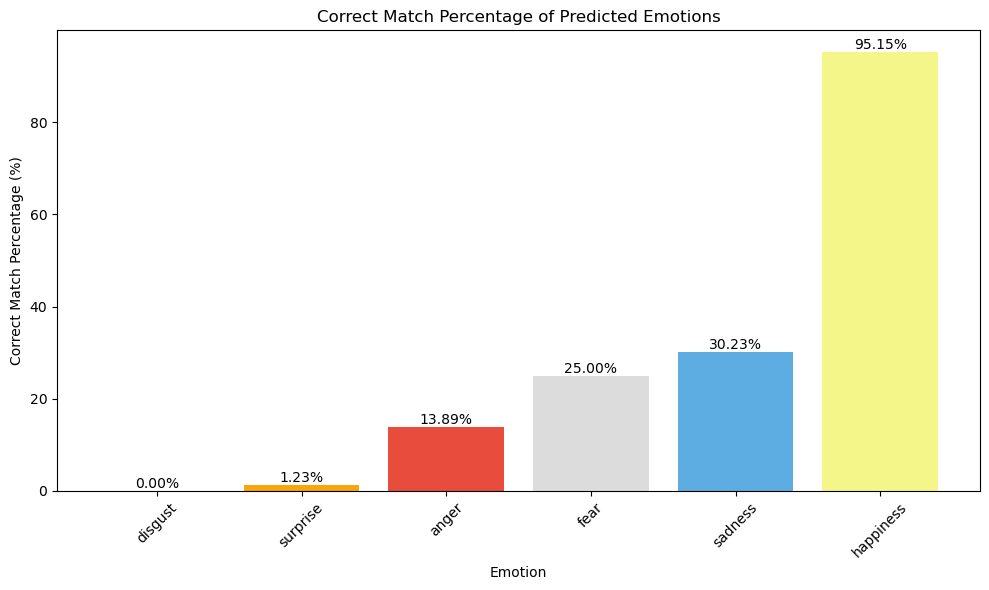 Correct Match Percentage of Predicted Emotions
Correct Match Percentage (%)
80
60
40
20
0
0.00%
1.23%
13.89%
25.00%
30.23%
95.15%
disgust
surprise
anger
fear
sadness
happiness
Emotion